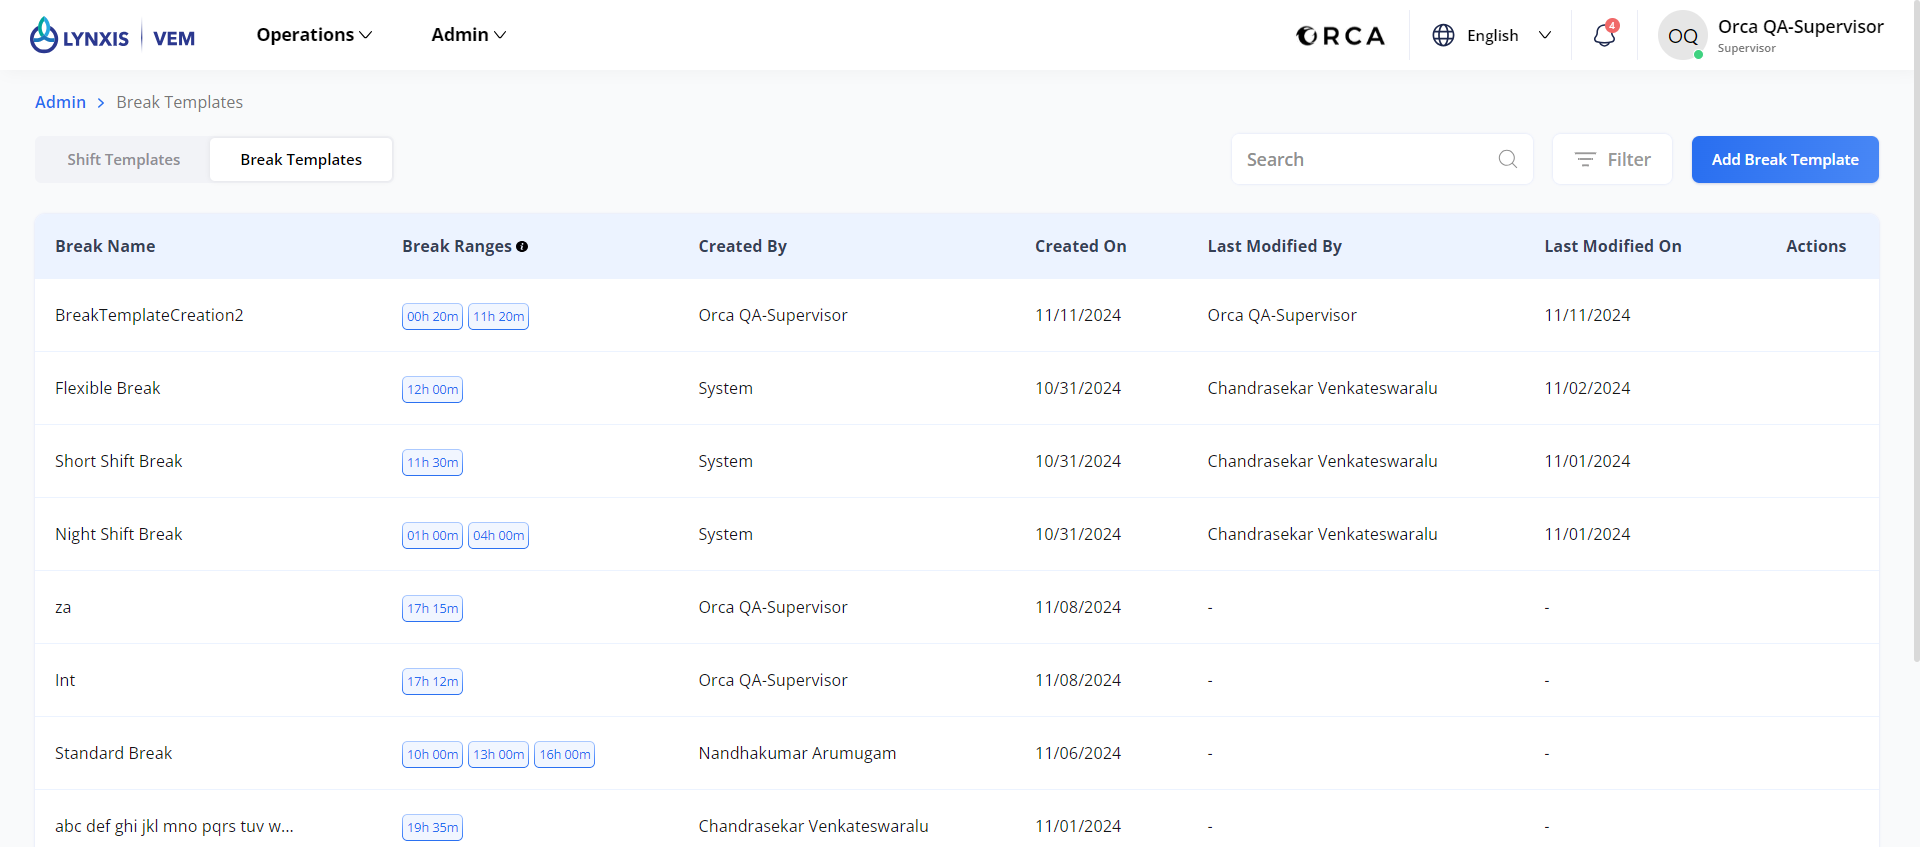 LYNXIS VEM Operations Admin ORCA English 4 OQ Orca QA-Supervisor
Supervisor
Admin > Break Templates
Shift Templates Break Templates Search Filter Add Break Template
Break Name Break Ranges i Created By Created On Last Modified By Last Modified On Actions
BreakTemplateCreation2 00h 20m 11h 20m Orca QA-Supervisor 11/11/2024 Orca QA-Supervisor 11/11/2024
Flexible Break 12h 00m System 10/31/2024 Chandrasekar Venkateswaralu 11/02/2024
Short Shift Break 11h 30m System 10/31/2024 Chandrasekar Venkateswaralu 11/01/2024
Night Shift Break 01h 00m 04h 00m System 10/31/2024 Chandrasekar Venkateswaralu 11/01/2024
za 17h 15m Orca QA-Supervisor 11/08/2024 - -
Int 17h 12m Orca QA-Supervisor 11/08/2024 - -
Standard Break 10h 00m 13h 00m 16h 00m Nandhakumar Arumugam 11/06/2024 - -
abc def ghi jkl mno pqrs tuv w... 19h 35m Chandrasekar Venkateswaralu 11/01/2024 - -